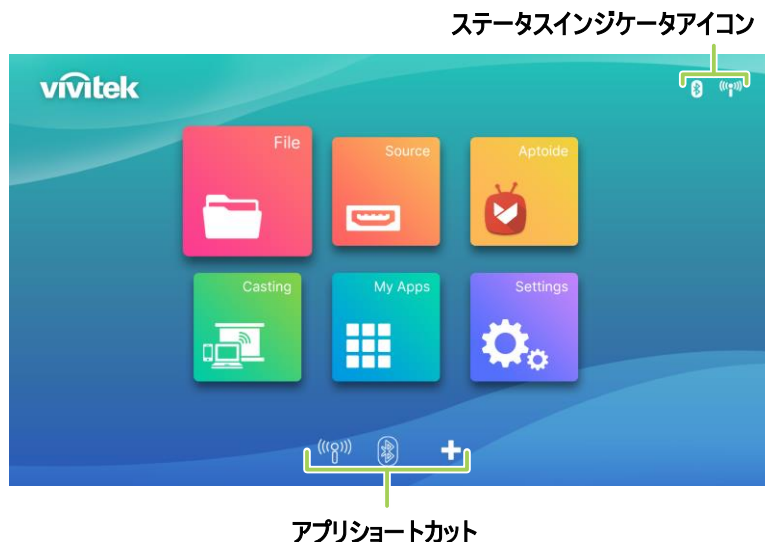 ステータスインジケータアイコン
vivitek
File
Source
Aptoide
Casting
My Apps
Settings
アプリショートカット